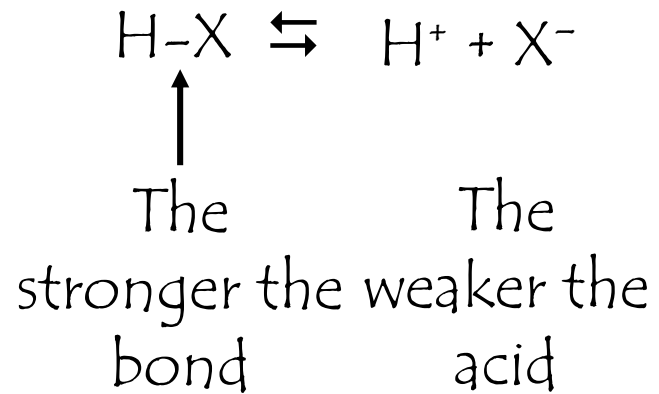 H–X ⇆ H⁺ + X⁻
The
stronger the
bond
The
weaker the
acid